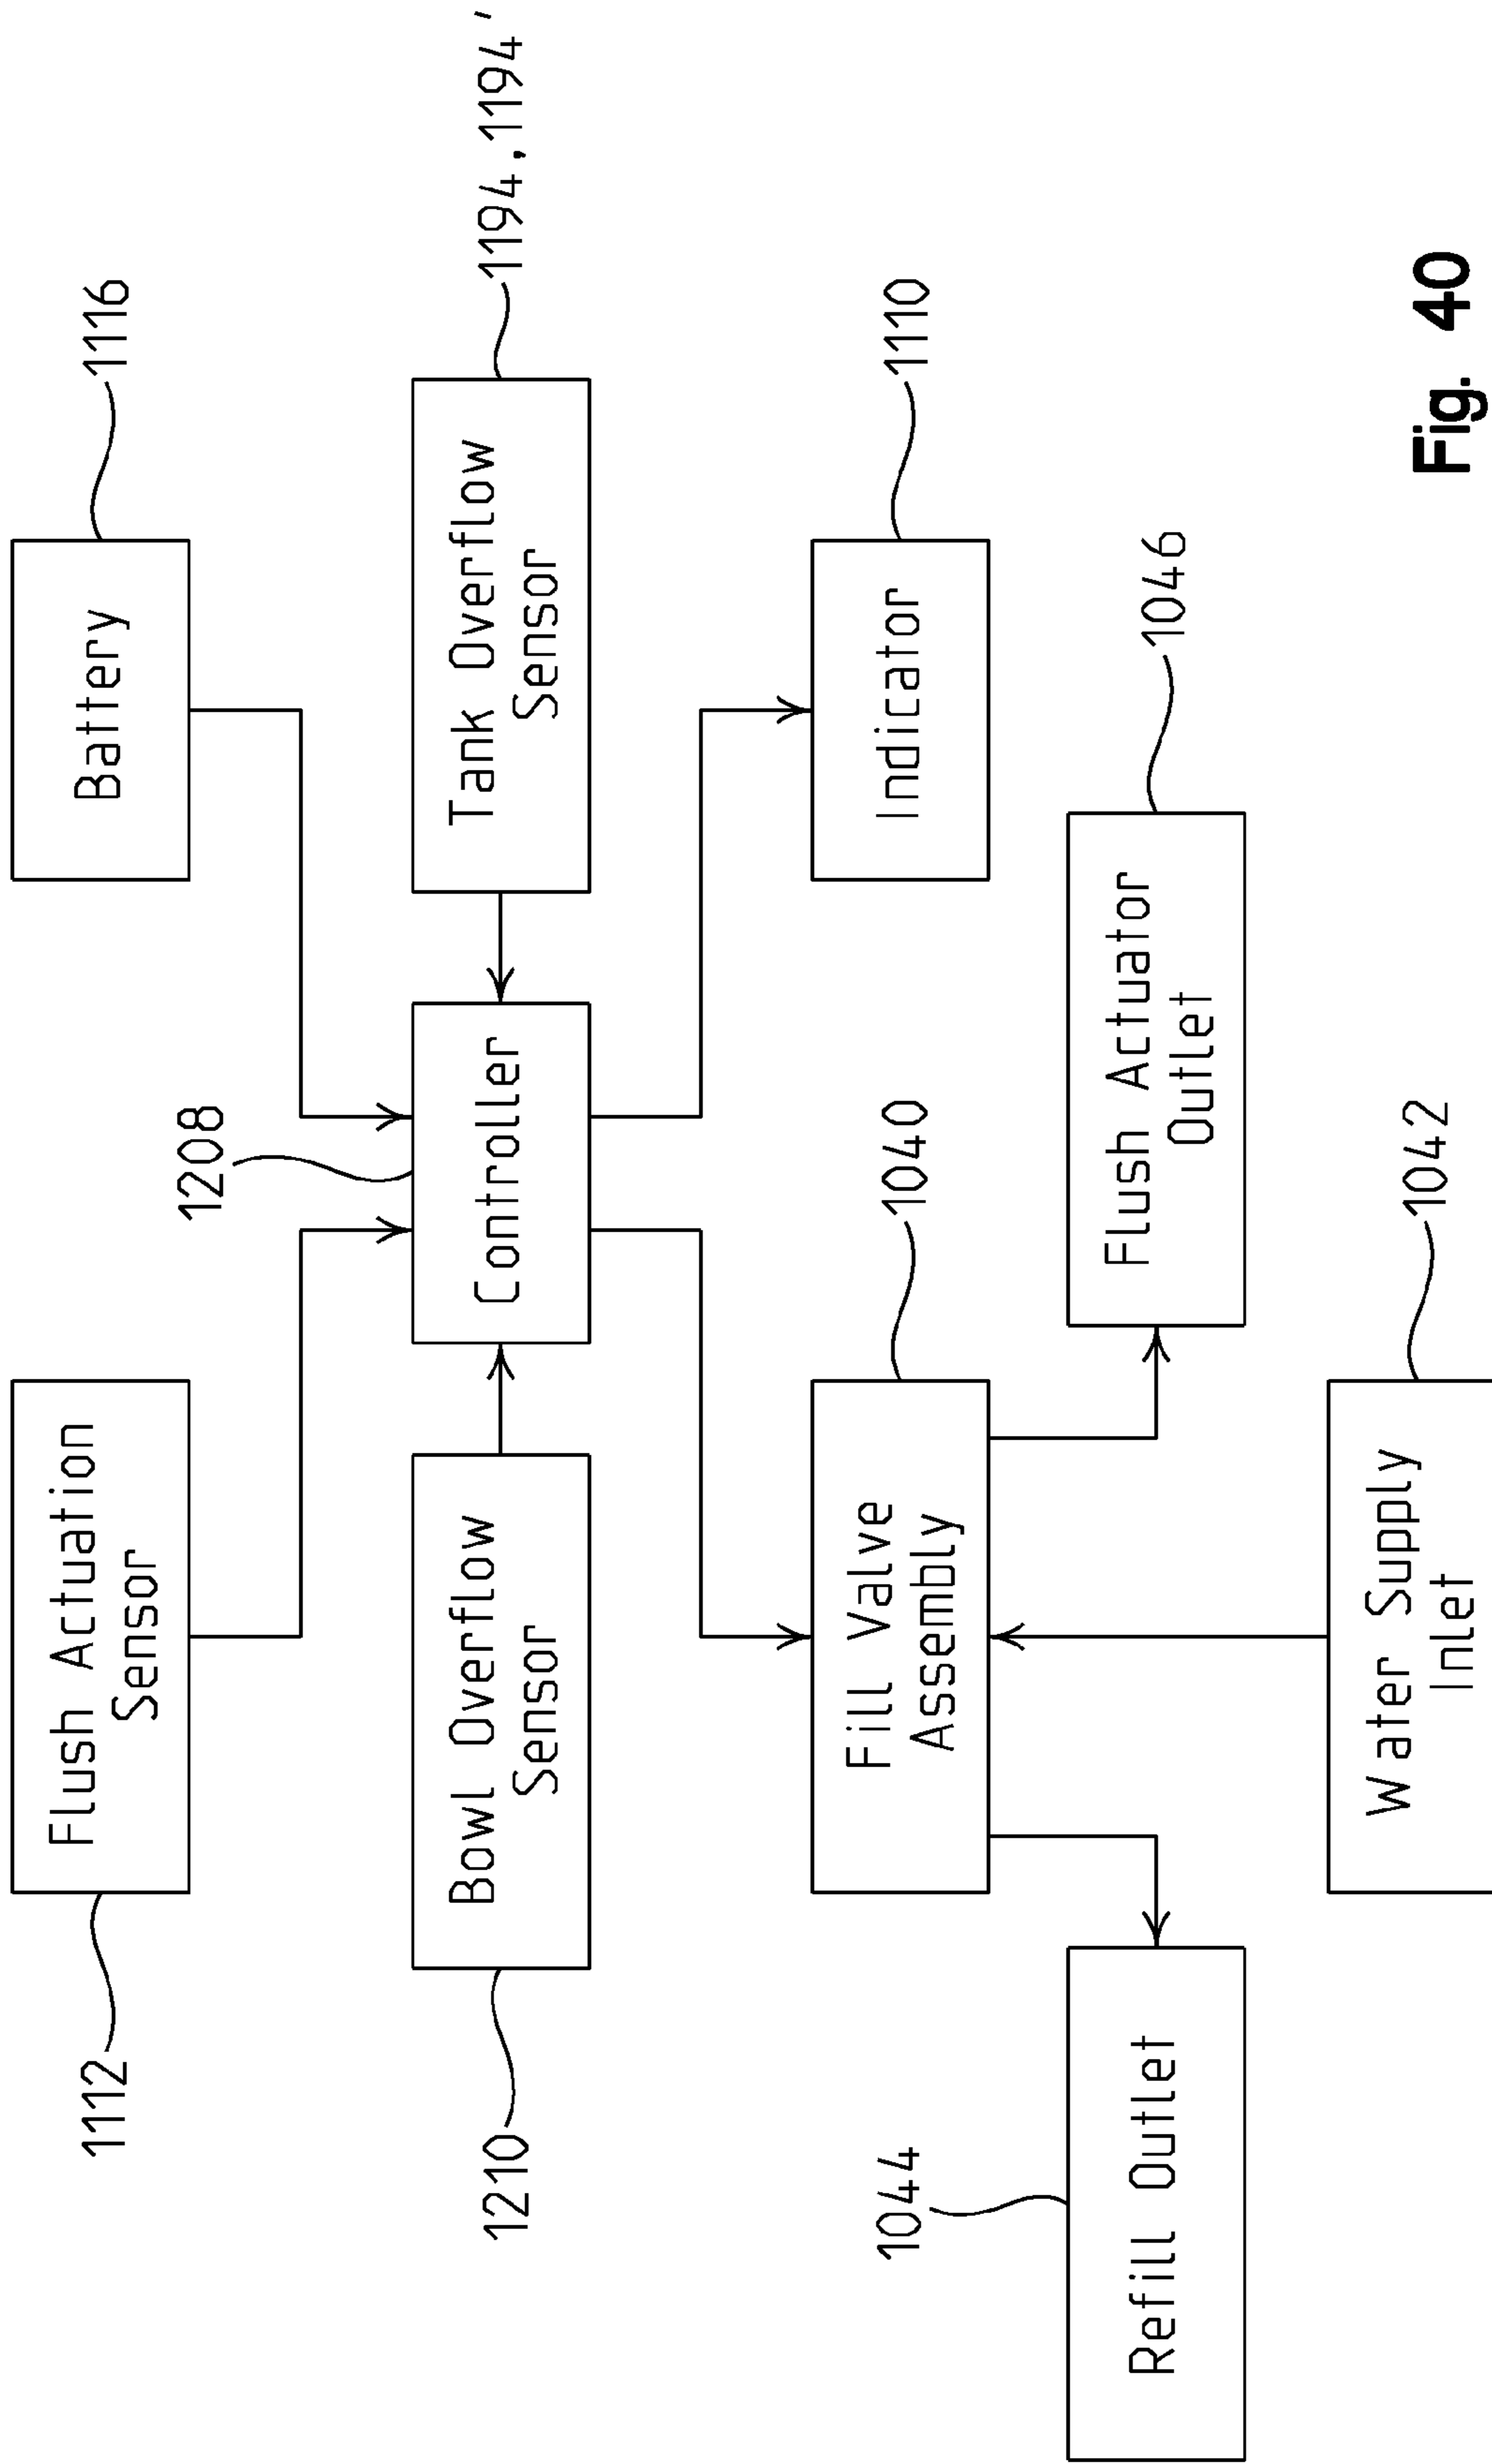 1112
Flush Actuation
Sensor
Battery
1116
1208
1210
Bowl Overflow
Sensor
Controller
Tank Overflow
Sensor
1194,1194'
1044
Fill Valve
Assembly
1040
Indicator
1110
Refill Outlet
Flush Actuator
Outlet
1046
Water Supply
Inlet
1042
Fig. 40